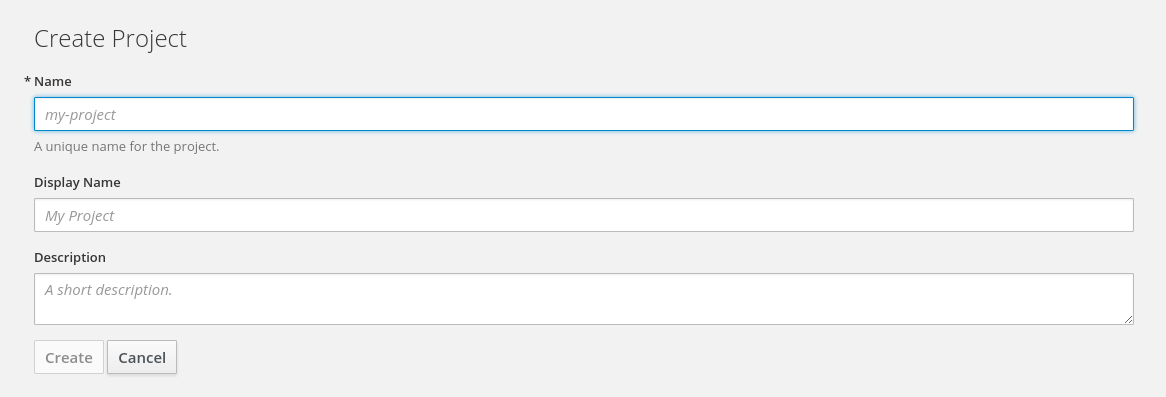 Create Project
* Name
my-project
A unique name for the project.
Display Name
My Project
Description
A short description.
Create Cancel